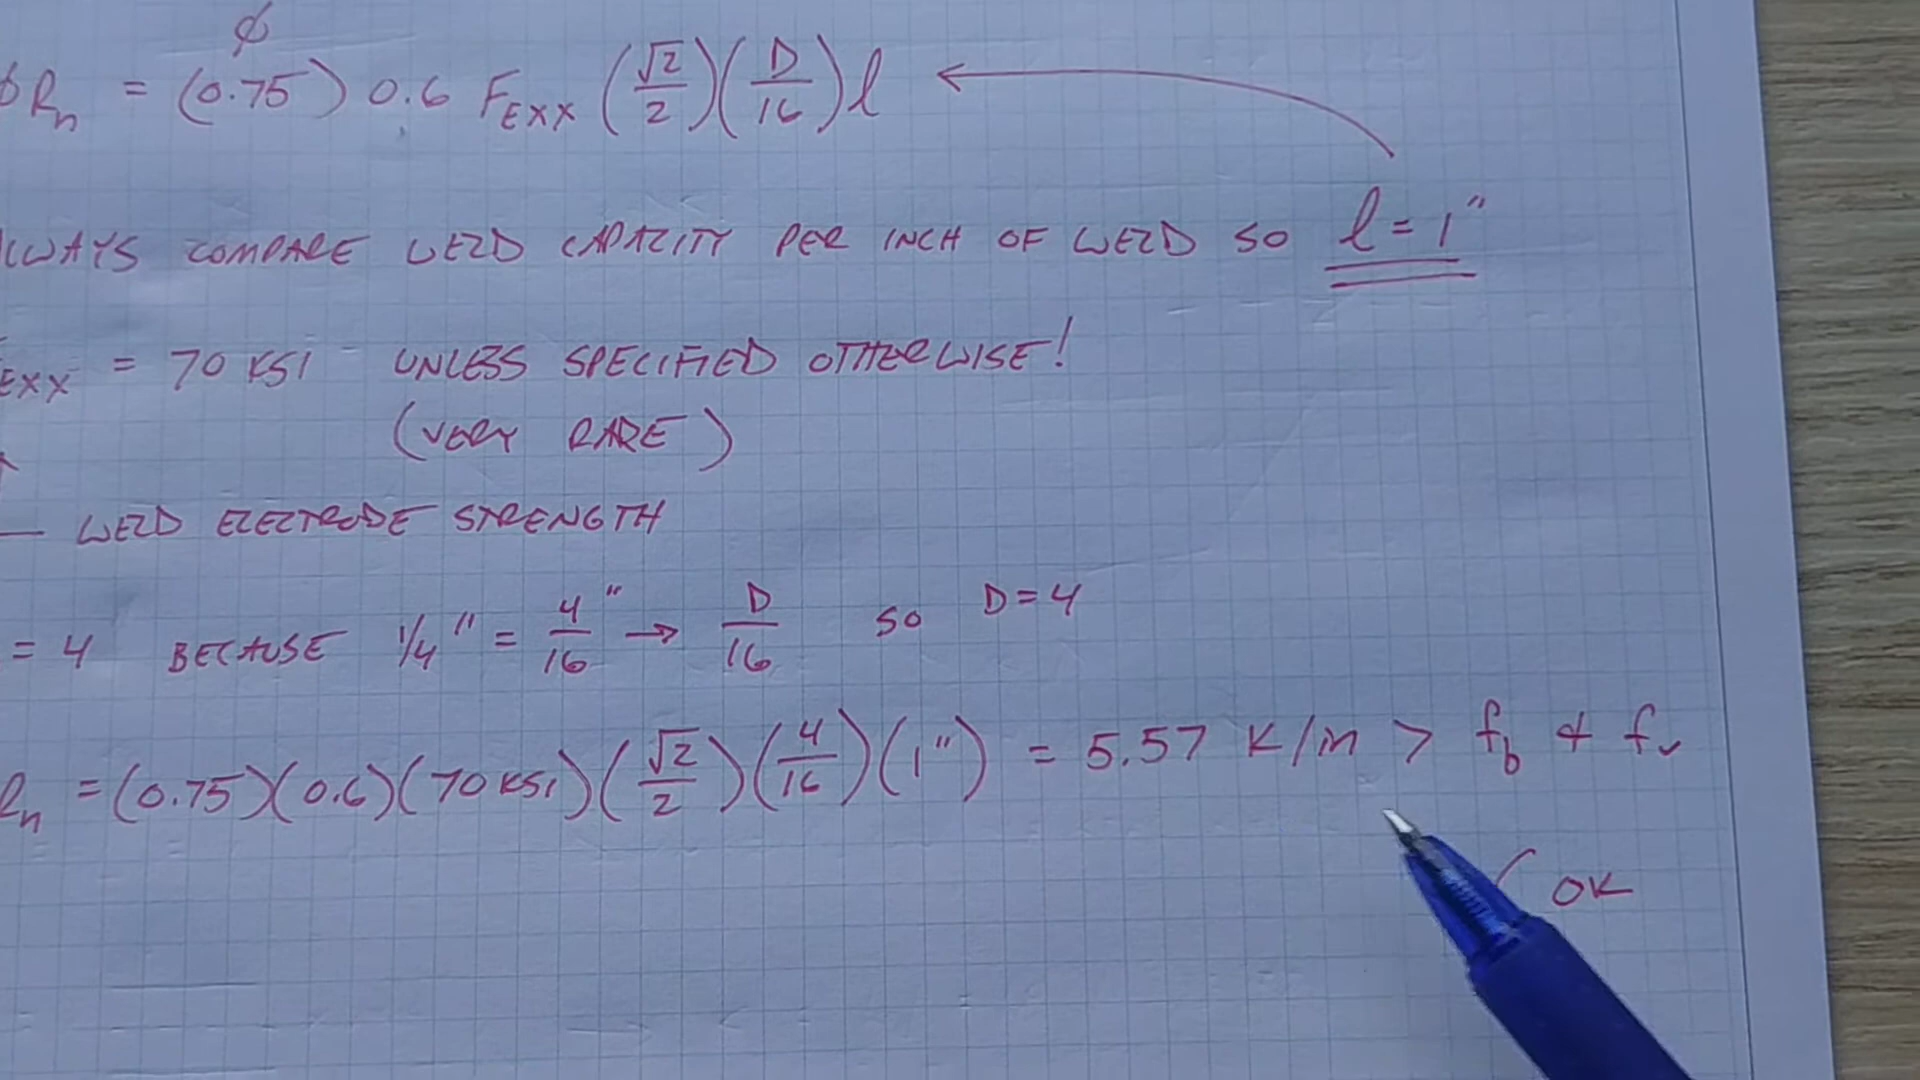 ϕ
ϕRn = (0.75) 0.6 FEXX (√2/2)(D/16)l
LWAYS COMPARE WELD CAPACITY PER INCH OF WELD SO l = 1"
EXX = 70 KSI - UNLESS SPECIFIED OTHERWISE!
(VERY RARE)
WELD ELECTRODE STRENGTH
= 4 BECAUSE 1/4" = 4/16" → D/16 SO D = 4
Rn = (0.75)(0.6)(70 KSI)(√2/2)(4/16)(1") = 5.57 K/in > fb & fv
OK